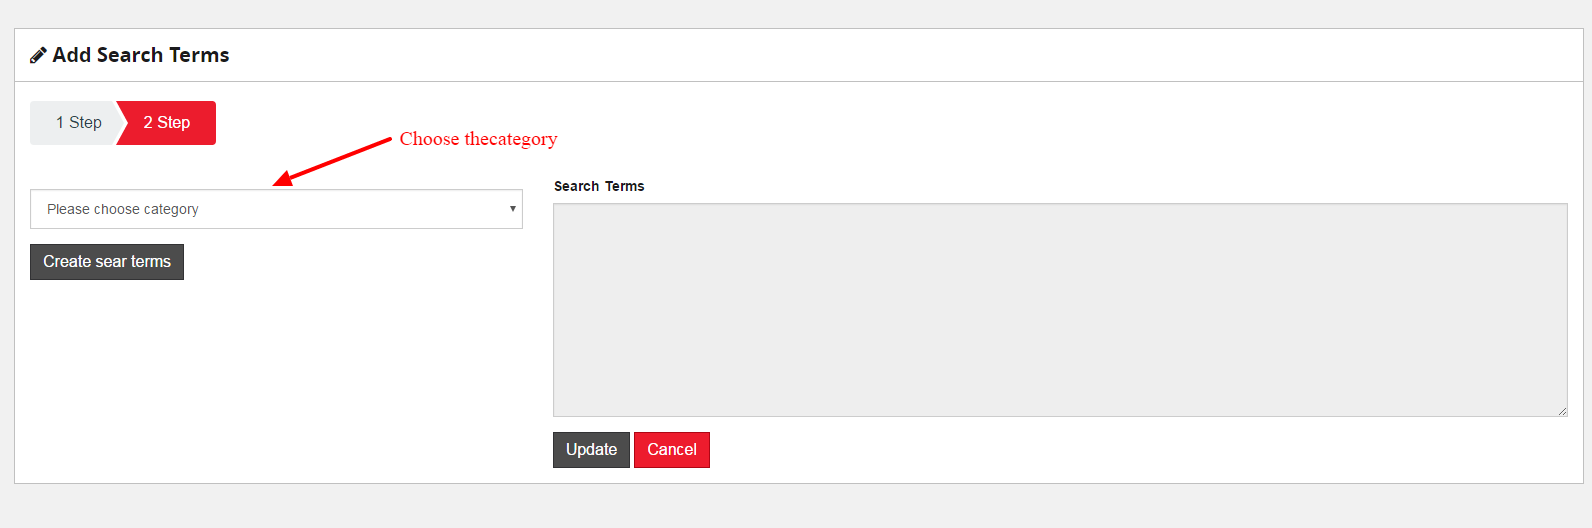 Add Search Terms
1 Step
2 Step
Choose thecategory
Please choose category
Create sear terms
Search Terms
Update
Cancel